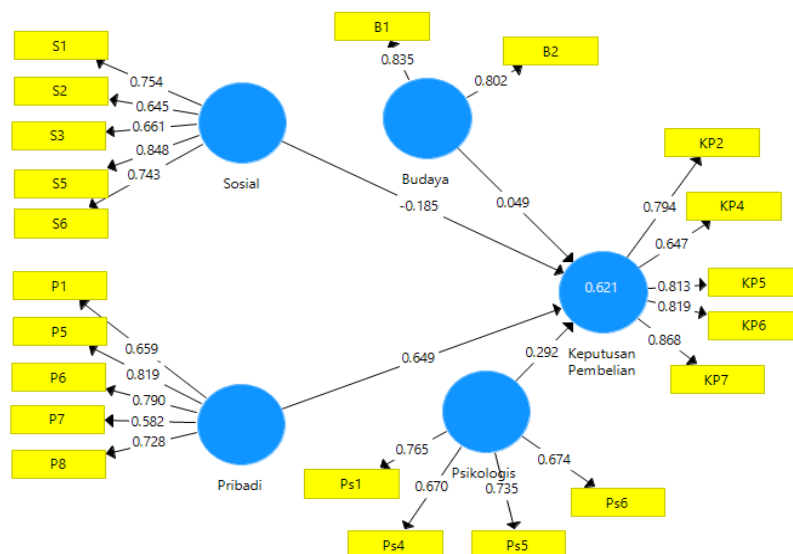 S1
S2
S3
S5
S6
0.754
0.645
0.661
0.848
0.743
Sosial
B1
B2
0.835
0.802
Budaya
-0.185
0.049
P1
P5
P6
P7
P8
0.659
0.819
0.790
0.582
0.728
Pribadi
0.649
0.292
Psikologis
0.765
0.670
0.735
0.674
Ps1
Ps4
Ps5
Ps6
0.621
Keputusan
Pembelian
0.794
0.647
0.813
0.819
0.868
KP2
KP4
KP5
KP6
KP7